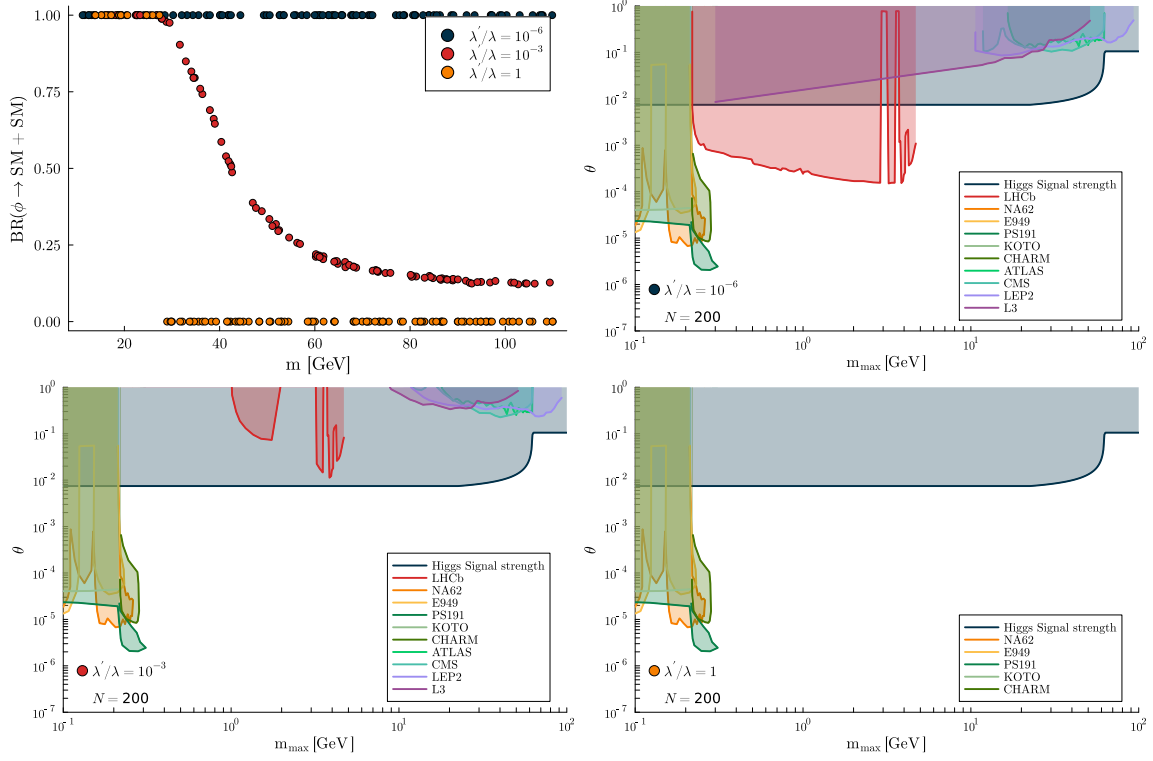 BR(ϕ → SM + SM)
1.00
0.75
0.50
0.25
0.00
20
40
60
80
100
m [GeV]
λ′/λ = 10⁻⁶
λ′/λ = 10⁻³
λ′/λ = 1
θ
10⁰
10⁻¹
10⁻²
10⁻³
10⁻⁴
10⁻⁵
10⁻⁶
10⁻⁷
10⁻¹
10⁰
10¹
10²
m_max [GeV]
Higgs Signal strength
LHCb
NA62
E949
PS191
KOTO
CHARM
ATLAS
CMS
LEP2
L3
λ′/λ = 10⁻⁶
N = 200
θ
10⁰
10⁻¹
10⁻²
10⁻³
10⁻⁴
10⁻⁵
10⁻⁶
10⁻⁷
10⁻¹
10⁰
10¹
10²
m_max [GeV]
Higgs Signal strength
LHCb
NA62
E949
PS191
KOTO
CHARM
ATLAS
CMS
LEP2
L3
λ′/λ = 10⁻³
N = 200
θ
10⁰
10⁻¹
10⁻²
10⁻³
10⁻⁴
10⁻⁵
10⁻⁶
10⁻⁷
10⁻¹
10⁰
10¹
10²
m_max [GeV]
Higgs Signal strength
NA62
E949
PS191
KOTO
CHARM
λ′/λ = 1
N = 200